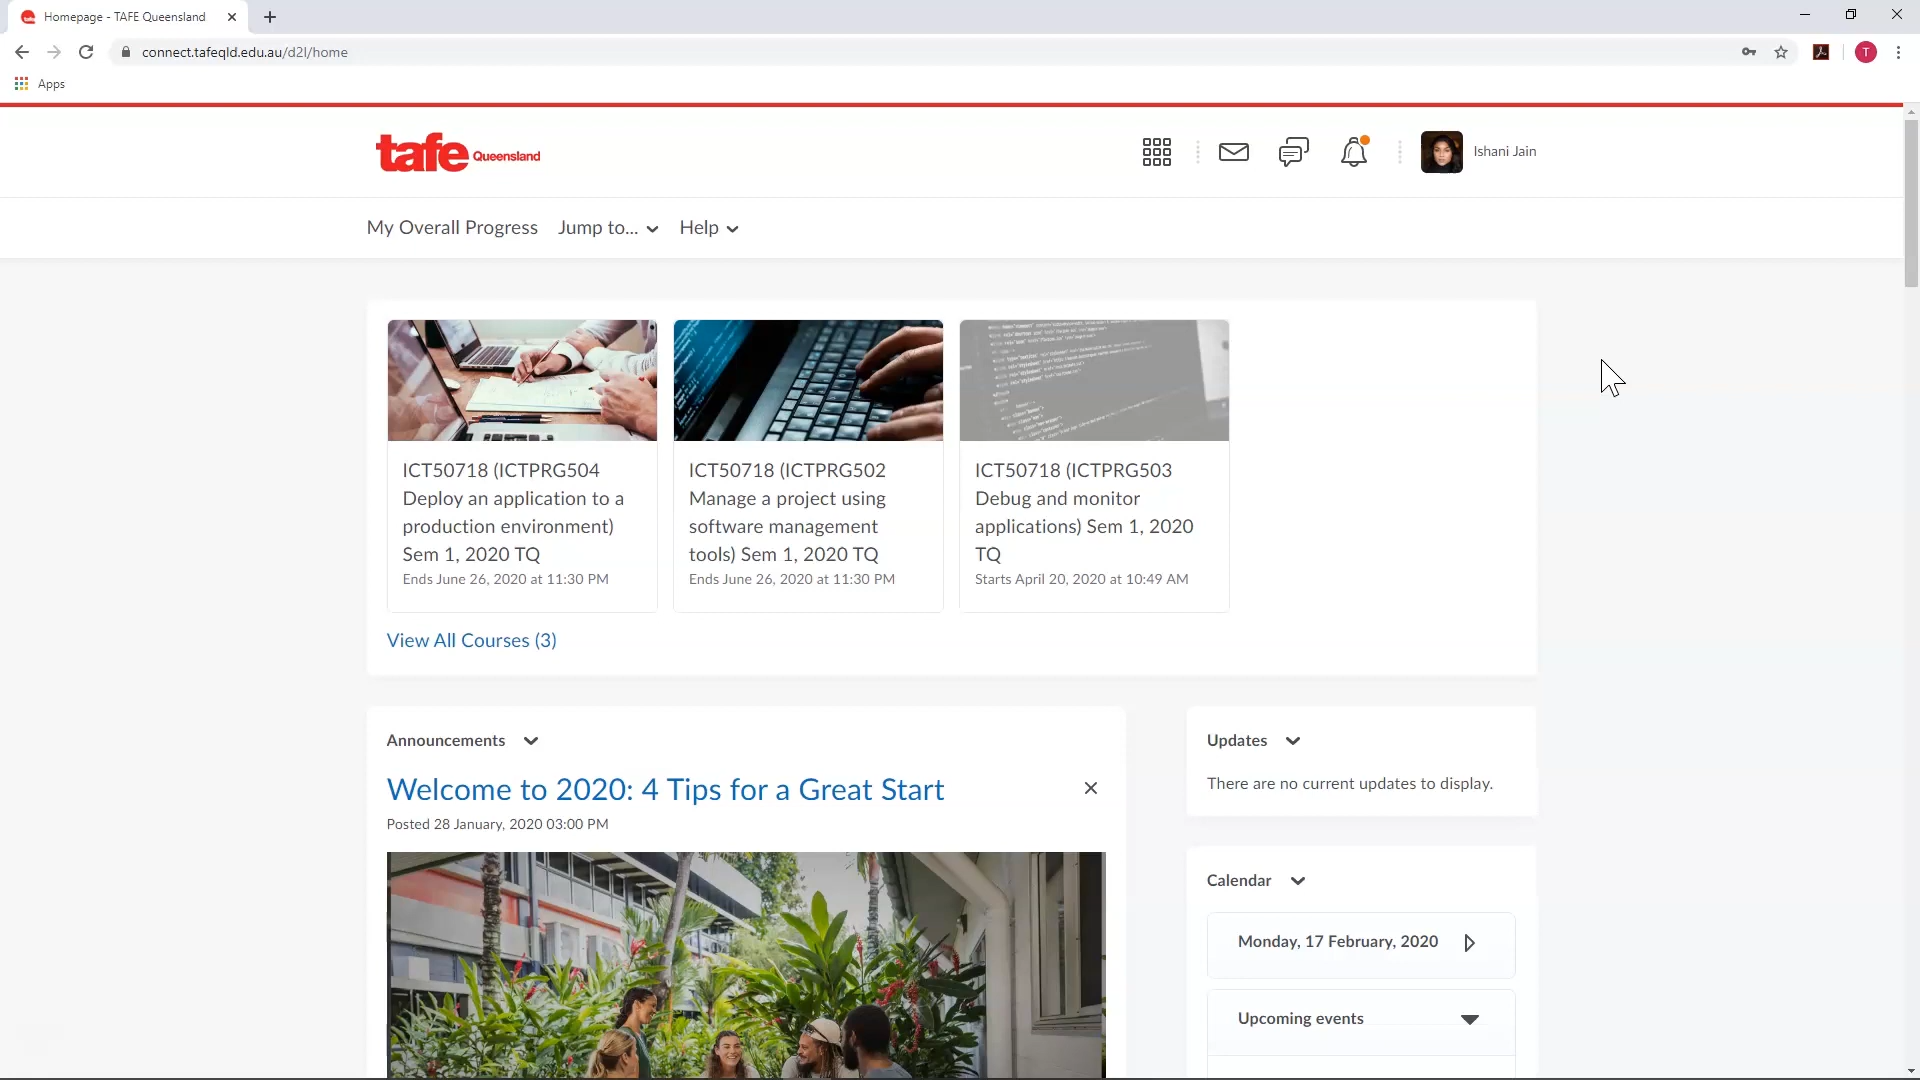 Homepage - TAFE Queensland
connect.tafeqld.edu.au/d2l/home
T
Apps
tafe Queensland
Ishani Jain
My Overall Progress Jump to... Help
ICT50718 (ICTPRG504
Deploy an application to a
production environment)
Sem 1, 2020 TQ
Ends June 26, 2020 at 11:30 PM
ICT50718 (ICTPRG502
Manage a project using
software management
tools) Sem 1, 2020 TQ
Ends June 26, 2020 at 11:30 PM
ICT50718 (ICTPRG503
Debug and monitor
applications) Sem 1, 2020
TQ
Starts April 20, 2020 at 10:49 AM
View All Courses (3)
Announcements
Welcome to 2020: 4 Tips for a Great Start
Posted 28 January, 2020 03:00 PM
Updates
There are no current updates to display.
Calendar
Monday, 17 February, 2020
Upcoming events